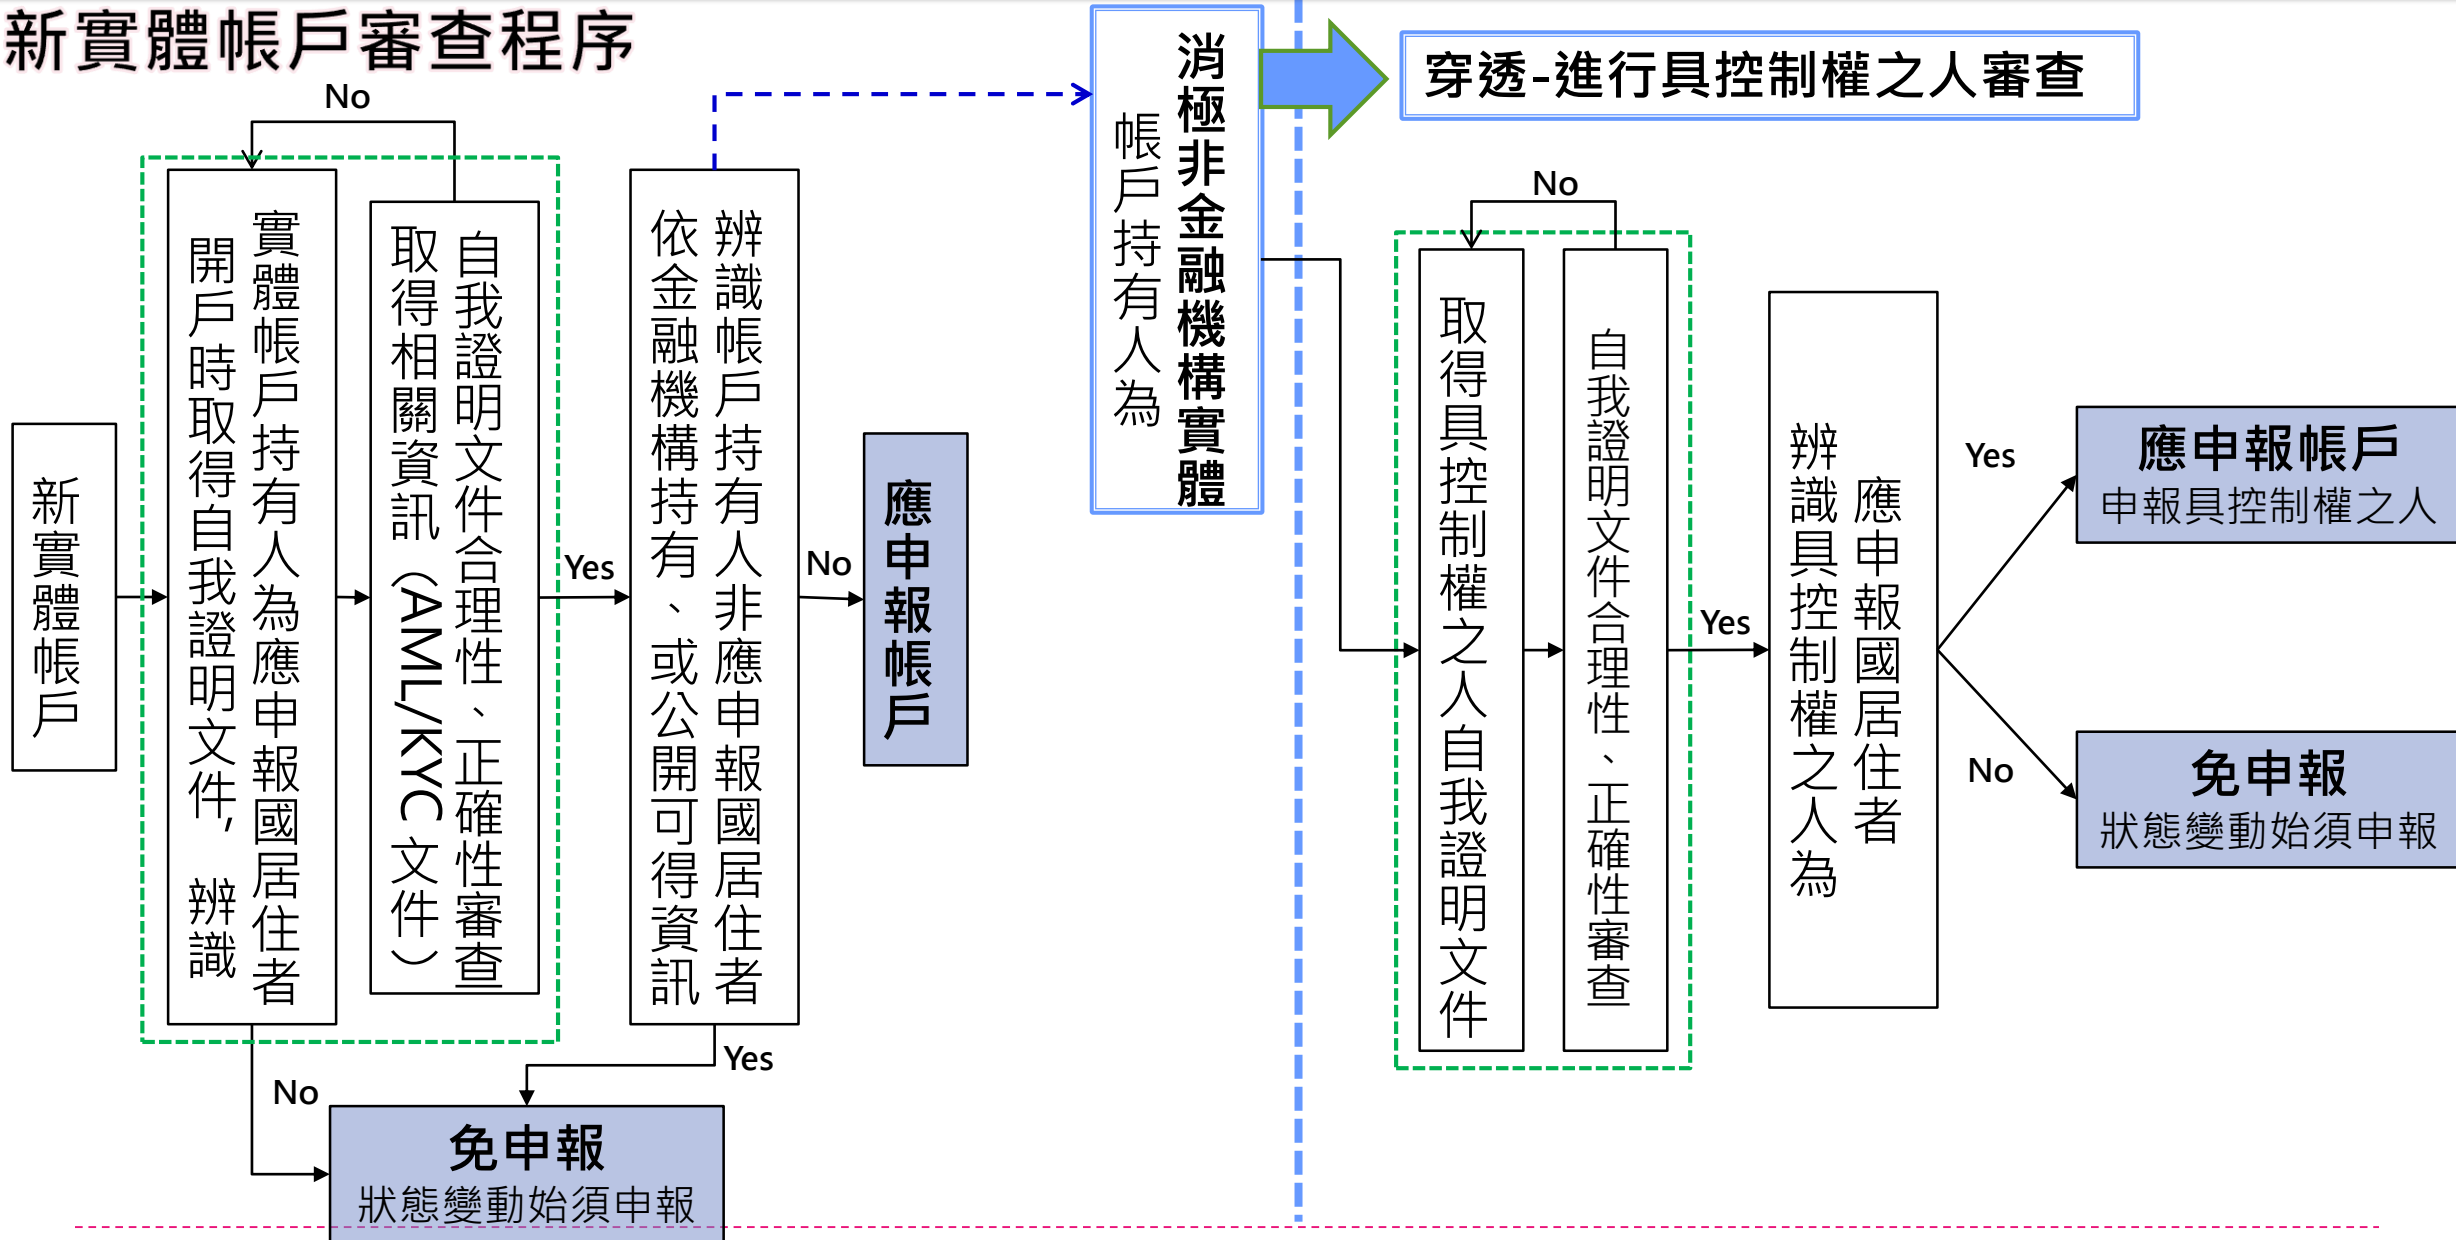 新實體帳戶審查程序
No
新實體帳戶
開戶時取得自我證明文件，辨識
實體帳戶持有人為應申報國居住者
取得相關資訊（AML/KYC文件）
自我證明文件合理性、正確性審查
Yes
依金融機構持有、或公開可得資訊
辨識帳戶持有人非應申報國居住者
No
應申報帳戶
Yes
No
免申報
狀態變動始須申報
帳戶持有人為
消極非金融機構實體
穿透-進行具控制權之人審查
No
取得具控制權之人自我證明文件
自我證明文件合理性、正確性審查
Yes
辨識具控制權之人為
應申報國居住者
Yes
應申報帳戶
申報具控制權之人
No
免申報
狀態變動始須申報